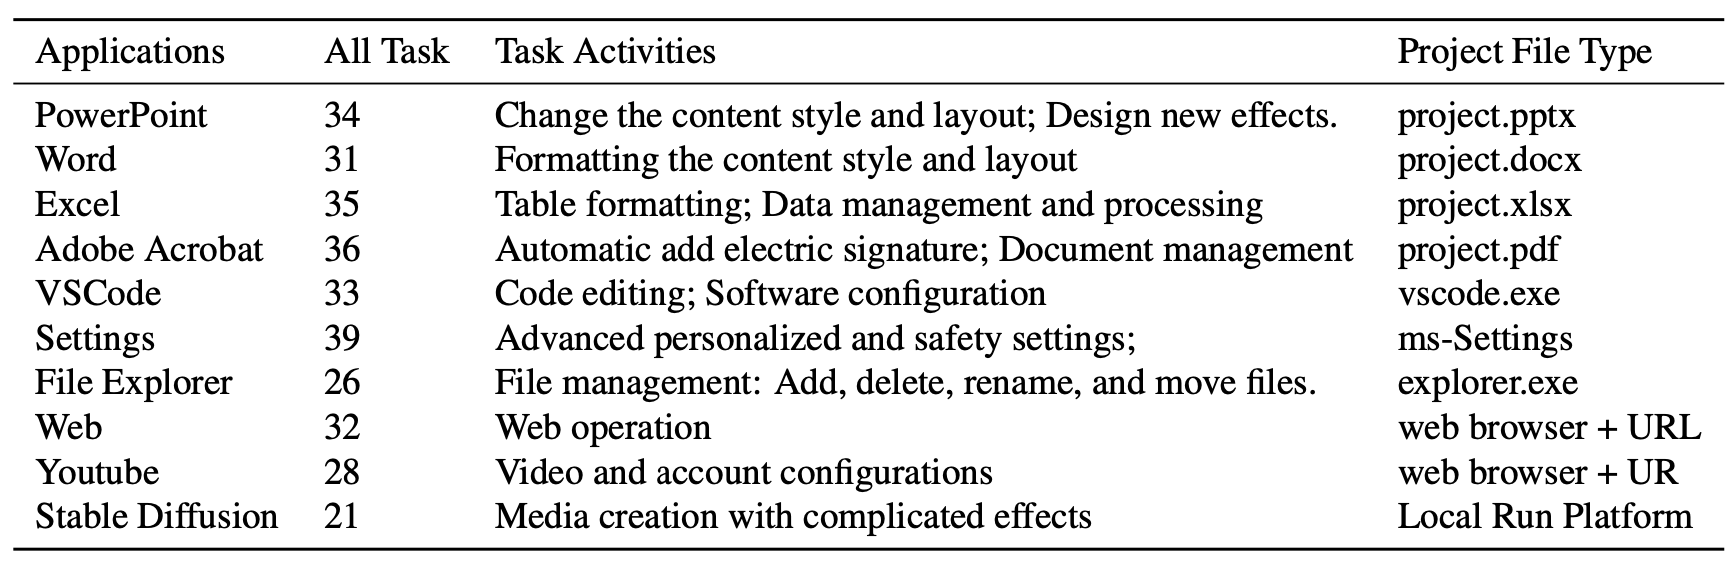 Applications All Task Task Activities Project File Type
PowerPoint 34 Change the content style and layout; Design new effects. project.pptx
Word 31 Formatting the content style and layout project.docx
Excel 35 Table formatting; Data management and processing project.xlsx
Adobe Acrobat 36 Automatic add electric signature; Document management project.pdf
VSCode 33 Code editing; Software configuration vscode.exe
Settings 39 Advanced personalized and safety settings; ms-Settings
File Explorer 26 File management: Add, delete, rename, and move files. explorer.exe
Web 32 Web operation web browser + URL
Youtube 28 Video and account configurations web browser + UR
Stable Diffusion 21 Media creation with complicated effects Local Run Platform